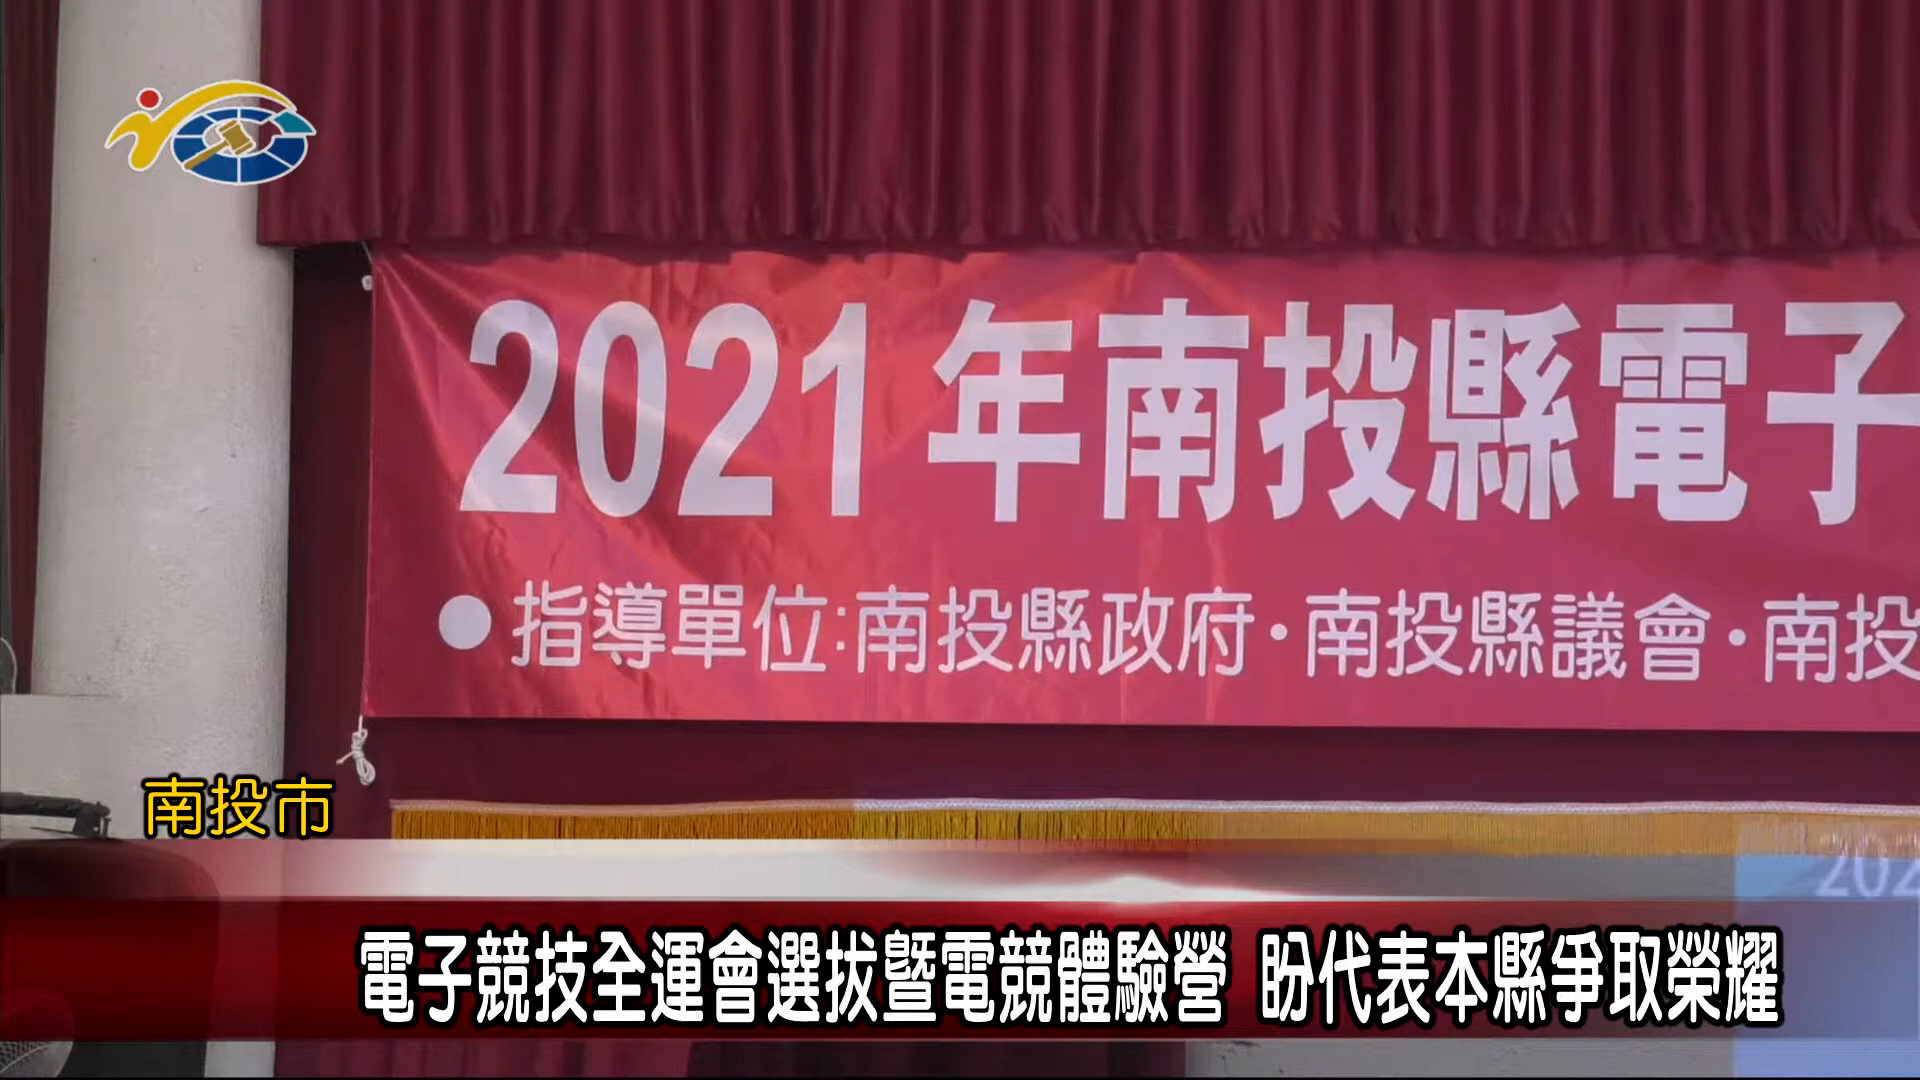 2021年南投縣電子
●指導單位:南投縣政府·南投縣議會·南投
南投市
202
電子競技全運會選拔暨電競體驗營 盼代表本縣爭取榮耀